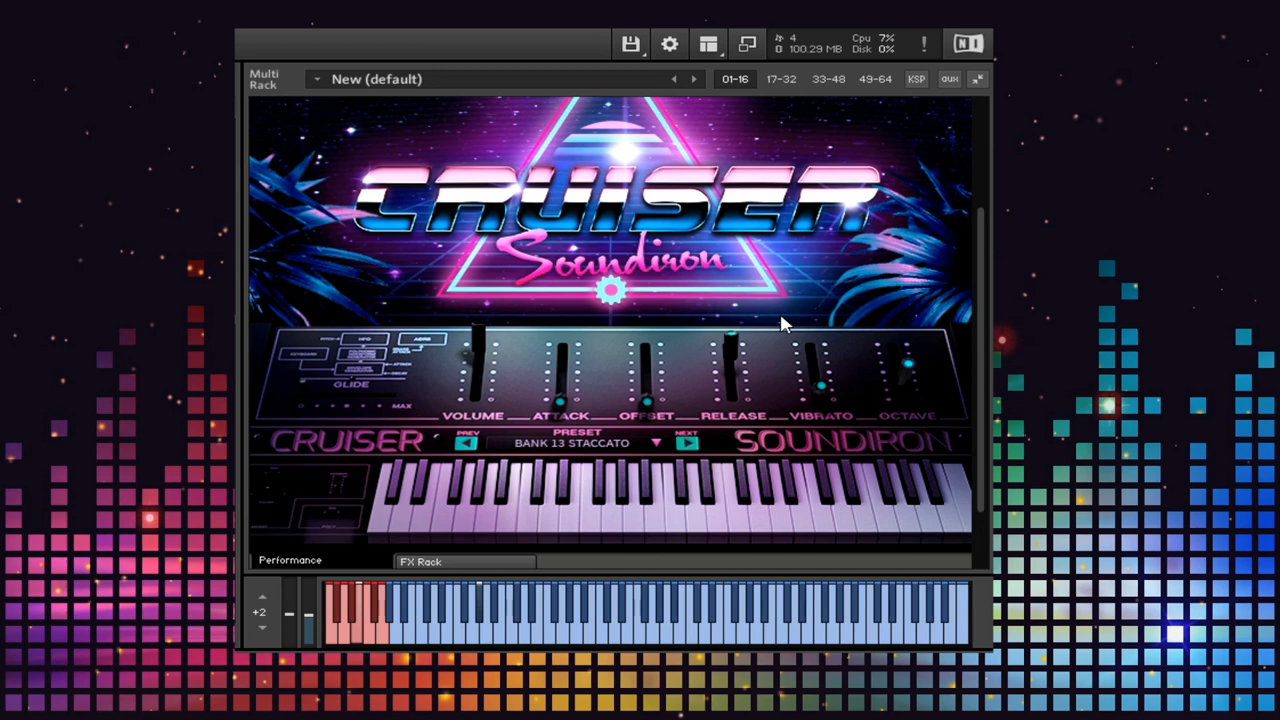 4
Cpu 7%
0 100.29 MB
Disk 0%
!
NI
Multi
Rack
New (default)
01-16
17-32
33-48
49-64
KSP
aux
CRUISER
Soundiron
GLIDE
MAX
VOLUME
ATTACK
OFFSET
RELEASE
VIBRATO
OCTAVE
CRUISER
PREV
PRESET
BANK 13 STACCATO
NEXT
SOUNDIRON
Performance
FX Rack
+2